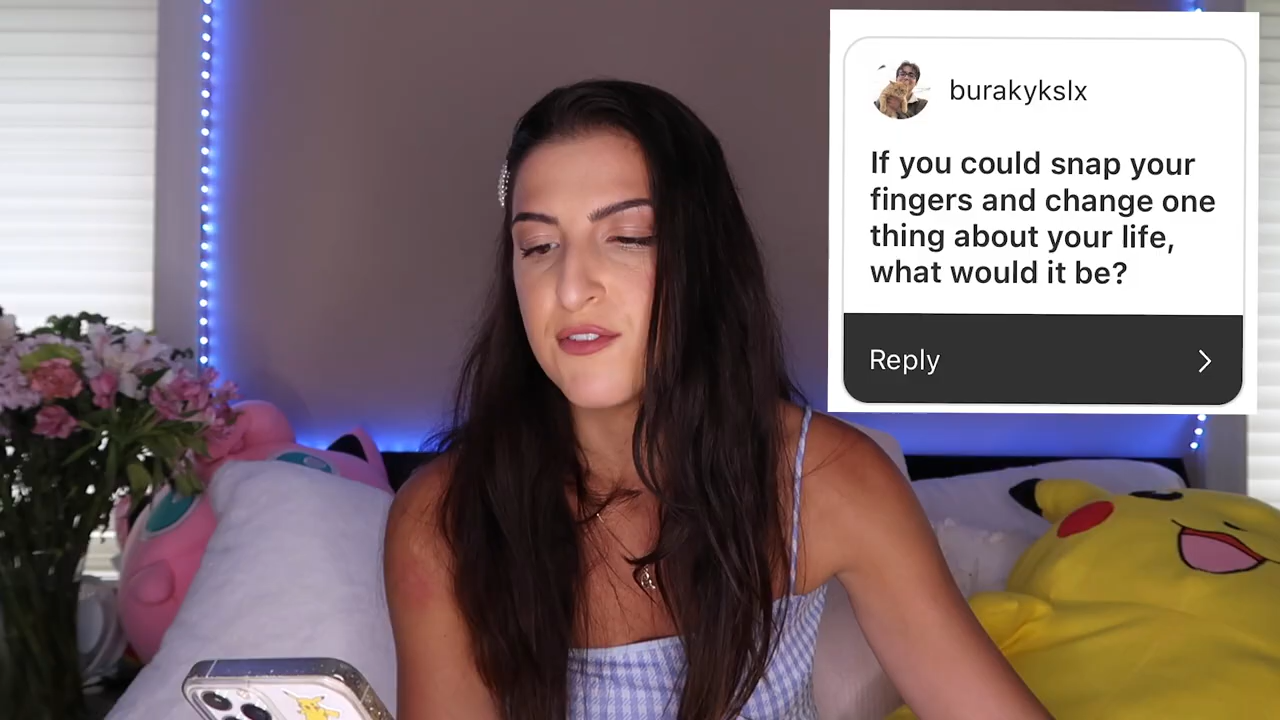 burakykslx
If you could snap your
fingers and change one
thing about your life,
what would it be?
Reply